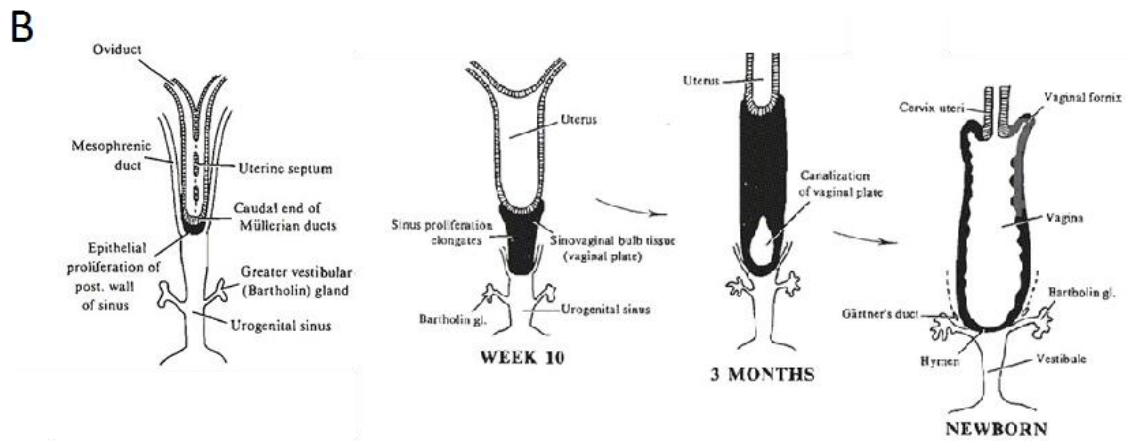 B
Oviduct
Mesophrenic
duct
Uterine septum
Caudal end of
Müllerian ducts
Epithelial
proliferation of
post. wall
of sinus
Greater vestibular
(Bartholin) gland
Urogenital sinus
Uterus
Sinus proliferation
elongates
Sinovaginal bulb tissue
(vaginal plate)
Bartholin gl.
Urogenital sinus
WEEK 10
Uterus
Canalization
of vaginal plate
3 MONTHS
Cervix uteri
Vaginal fornix
Vagina
Gärtner's duct
Bartholin gl.
Hymen
Vestibule
NEWBORN